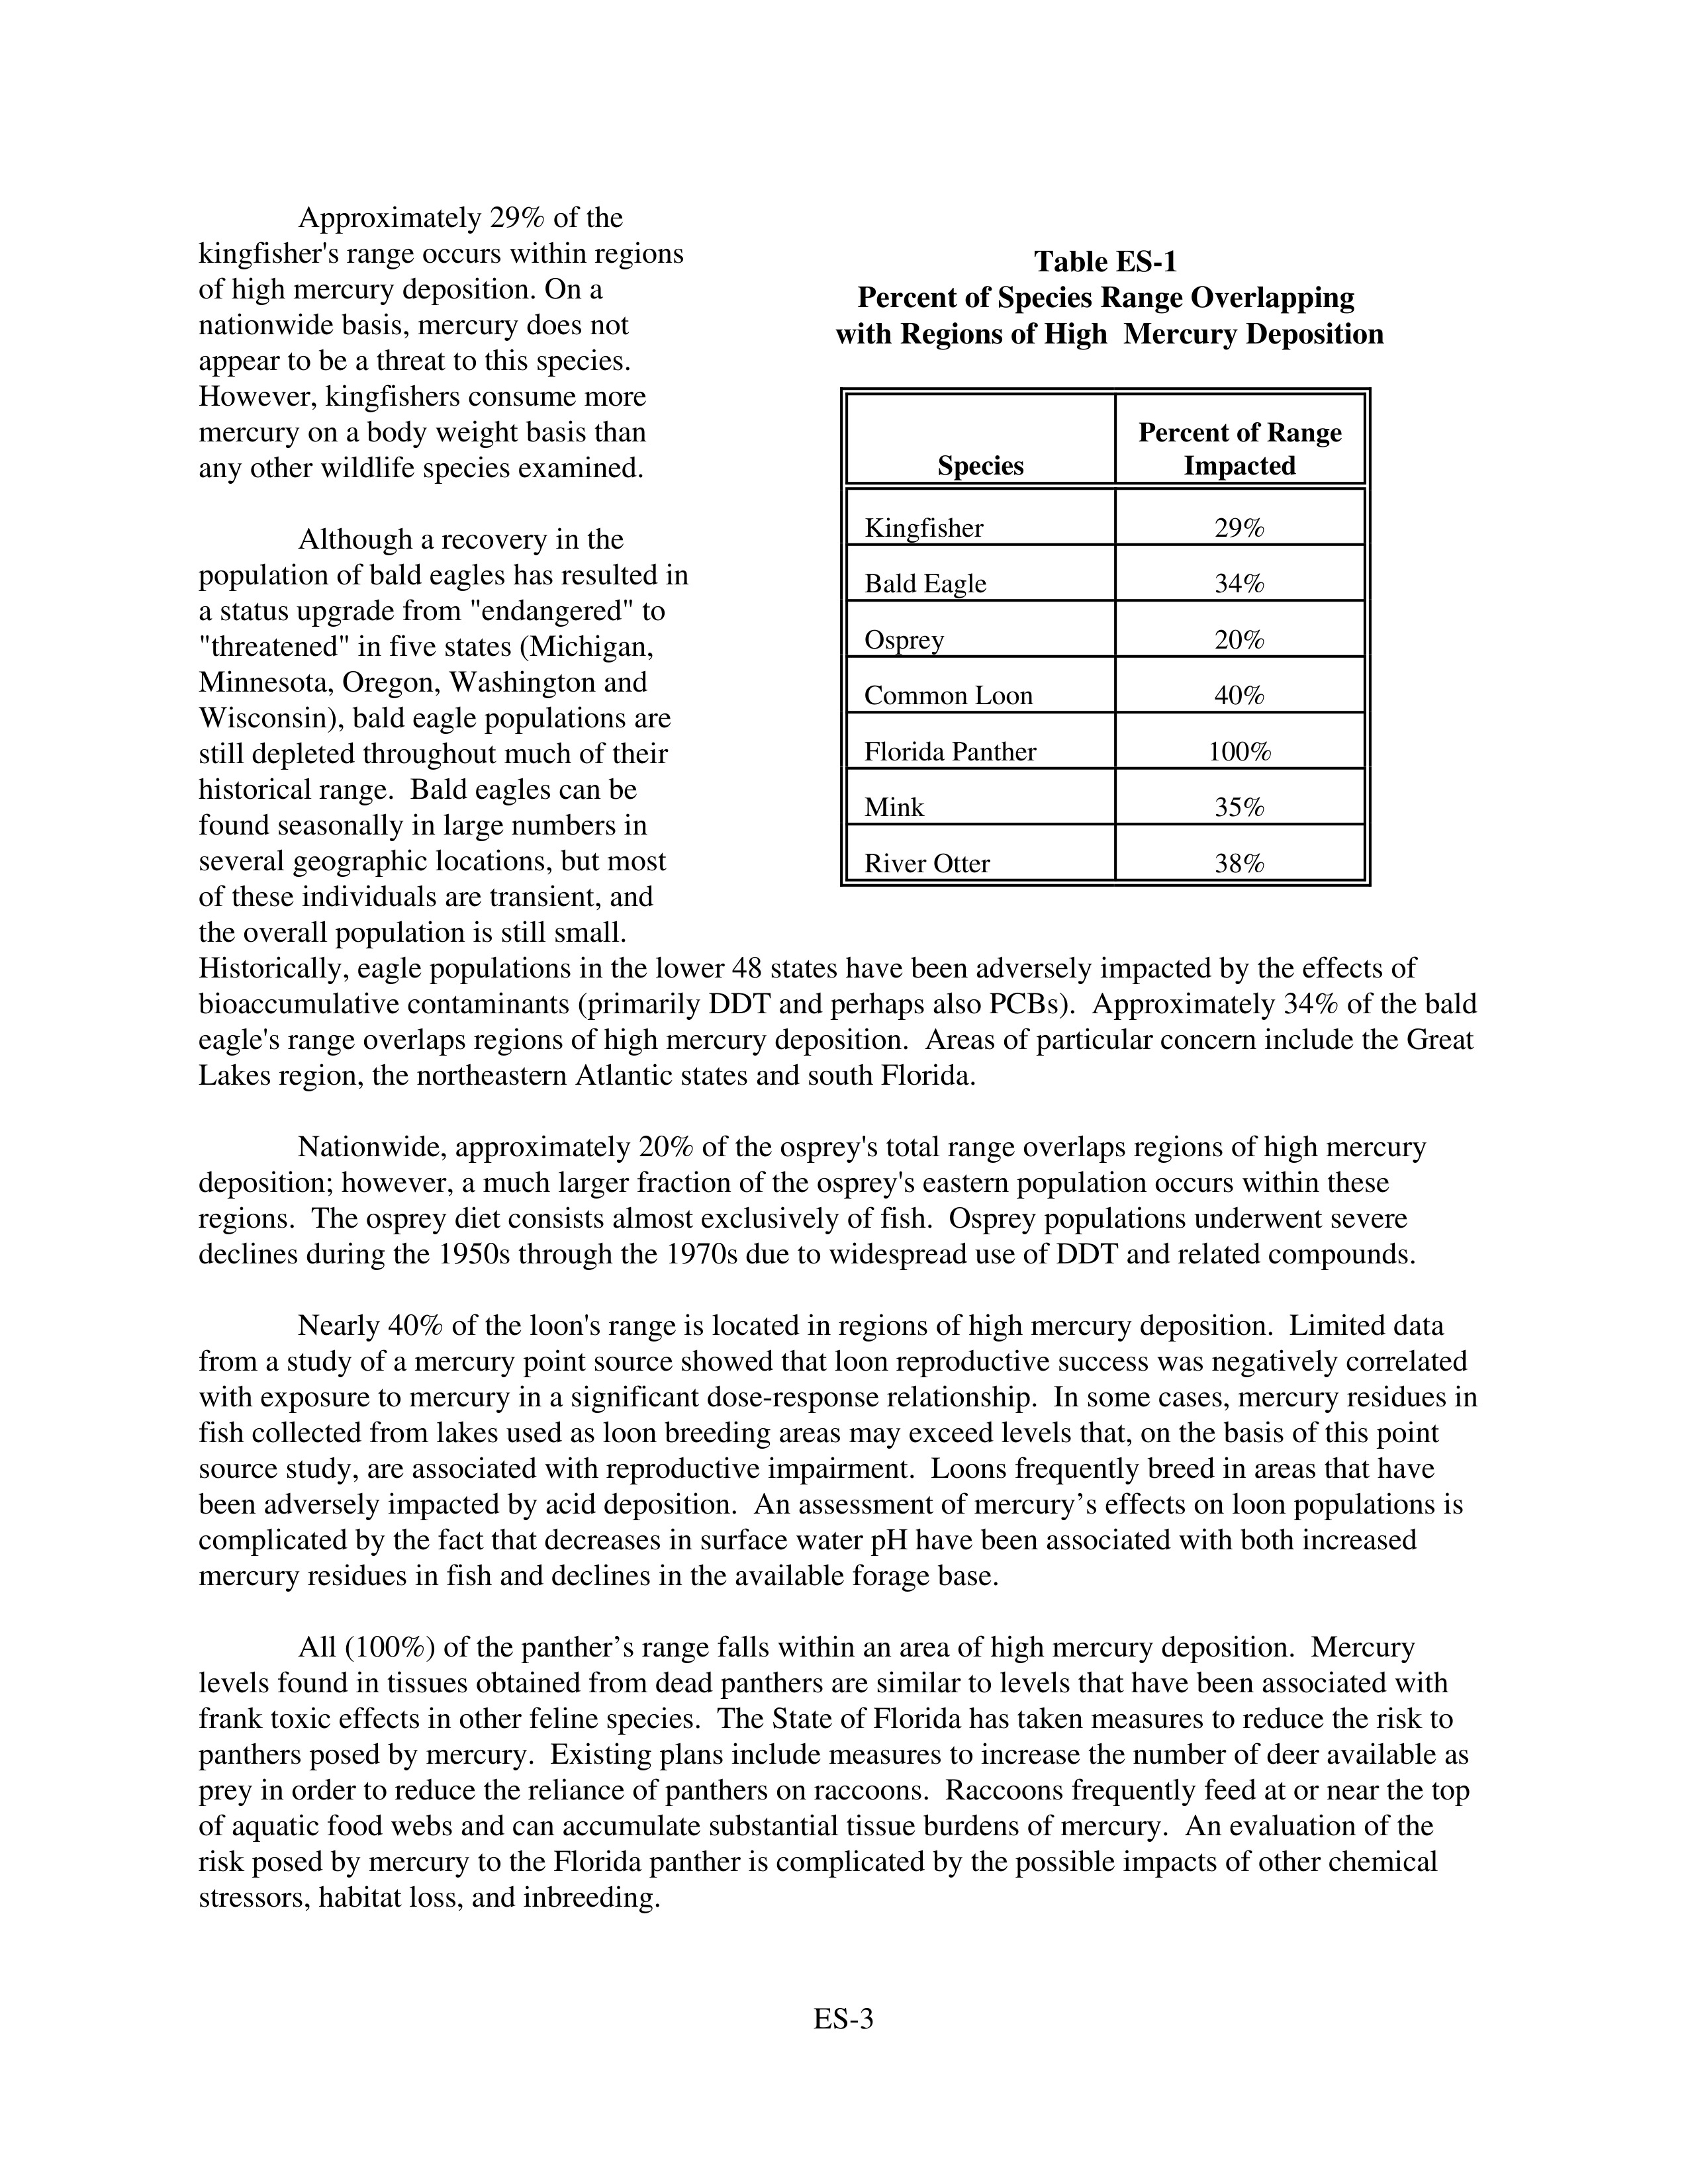 Approximately 29% of the
kingfisher's range occurs within regions
of high mercury deposition. On a
nationwide basis, mercury does not
appear to be a threat to this species.
However, kingfishers consume more
mercury on a body weight basis than
any other wildlife species examined.
Although a recovery in the
population of bald eagles has resulted in
a status upgrade from "endangered" to
"threatened" in five states (Michigan,
Minnesota, Oregon, Washington and
Wisconsin), bald eagle populations are
still depleted throughout much of their
historical range.  Bald eagles can be
found seasonally in large numbers in
several geographic locations, but most
of these individuals are transient, and
the overall population is still small.
Table ES-1
Percent of Species Range Overlapping
with Regions of High  Mercury Deposition
Species Percent of Range
Impacted
Kingfisher 29%
Bald Eagle 34%
Osprey 20%
Common Loon 40%
Florida Panther 100%
Mink 35%
River Otter 38%
Historically, eagle populations in the lower 48 states have been adversely impacted by the effects of
bioaccumulative contaminants (primarily DDT and perhaps also PCBs).  Approximately 34% of the bald
eagle's range overlaps regions of high mercury deposition.  Areas of particular concern include the Great
Lakes region, the northeastern Atlantic states and south Florida.
Nationwide, approximately 20% of the osprey's total range overlaps regions of high mercury
deposition; however, a much larger fraction of the osprey's eastern population occurs within these
regions.  The osprey diet consists almost exclusively of fish.  Osprey populations underwent severe
declines during the 1950s through the 1970s due to widespread use of DDT and related compounds.
Nearly 40% of the loon's range is located in regions of high mercury deposition.  Limited data
from a study of a mercury point source showed that loon reproductive success was negatively correlated
with exposure to mercury in a significant dose-response relationship.  In some cases, mercury residues in
fish collected from lakes used as loon breeding areas may exceed levels that, on the basis of this point
source study, are associated with reproductive impairment.  Loons frequently breed in areas that have
been adversely impacted by acid deposition.  An assessment of mercury’s effects on loon populations is
complicated by the fact that decreases in surface water pH have been associated with both increased
mercury residues in fish and declines in the available forage base.
All (100%) of the panther’s range falls within an area of high mercury deposition.  Mercury
levels found in tissues obtained from dead panthers are similar to levels that have been associated with
frank toxic effects in other feline species.  The State of Florida has taken measures to reduce the risk to
panthers posed by mercury.  Existing plans include measures to increase the number of deer available as
prey in order to reduce the reliance of panthers on raccoons.  Raccoons frequently feed at or near the top
of aquatic food webs and can accumulate substantial tissue burdens of mercury.  An evaluation of the
risk posed by mercury to the Florida panther is complicated by the possible impacts of other chemical
stressors, habitat loss, and inbreeding.
ES-3